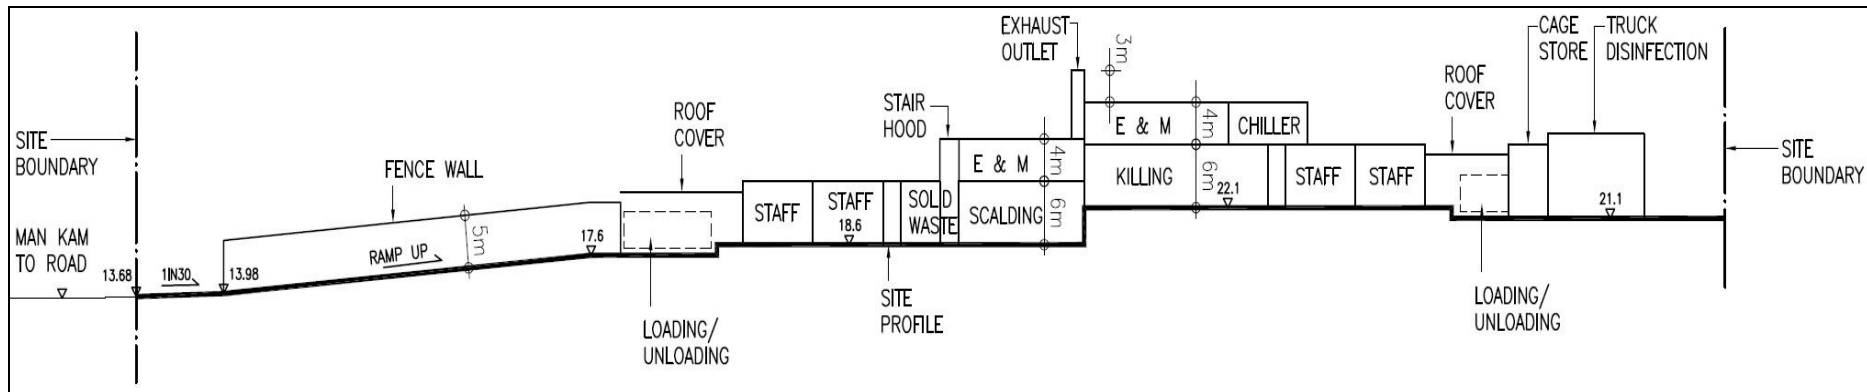 EXHAUST
OUTLET
3m
CAGE
STORE
TRUCK
DISINFECTION
ROOF
COVER
STAIR
HOOD
ROOF
COVER
SITE
BOUNDARY
FENCE WALL
E & M
4m
CHILLER
E & M
4m
KILLING
6m
22.1
STAFF
STAFF
SITE
BOUNDARY
STAFF
STAFF
18.6
SOLID
WASTE
SCALDING
6m
21.1
MAN KAM
TO ROAD
13.68
1IN30
13.98
RAMP UP
5m
17.6
LOADING/
UNLOADING
SITE
PROFILE
LOADING/
UNLOADING